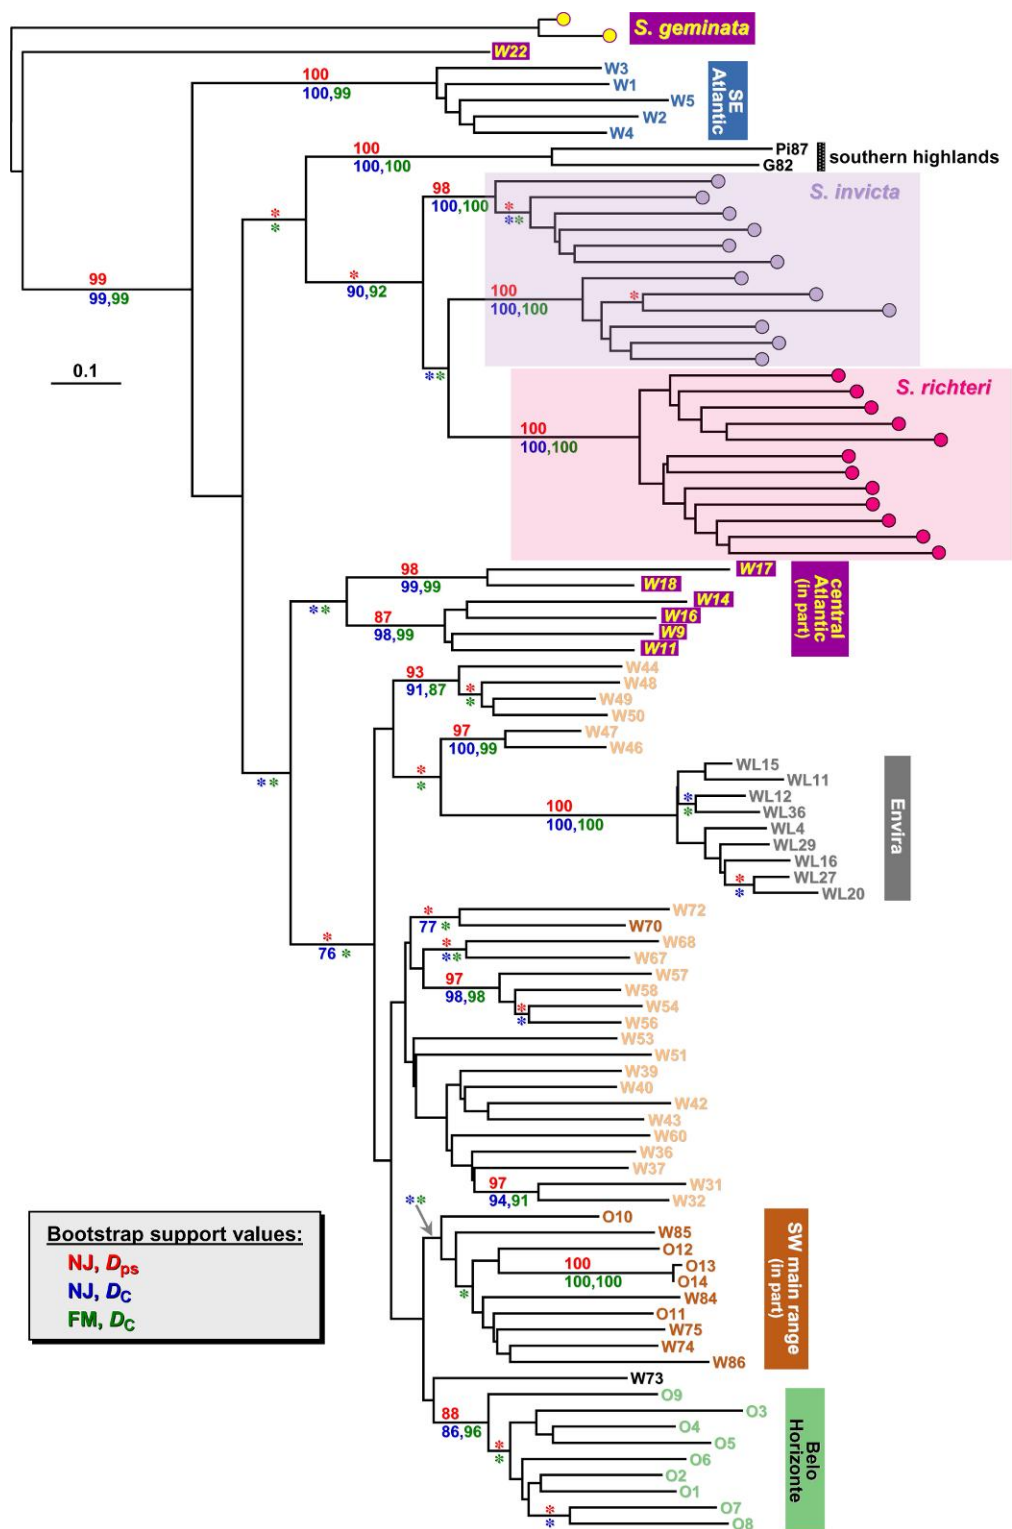 S. geminata
W22
W3
100
W1
SE
Atlantic
100,99
W5
W2
W4
100
Pi87
southern highlands
100,100
G82
98
S. invicta
100,100
*
**
*
*
99
*
99,99
90,92
100
*
100,100
0.1
**
S. richteri
100
100,100
98
W17
central
Atlantic
(in part)
99,99
W18
**
W14
87
W16
98,99
W9
W11
93
W44
91,87
*
W48
*
W49
W50
97
W47
100,99
W46
*
*
WL15
Envira
**
WL11
*
WL12
100
*
WL36
100,100
WL4
WL29
WL16
*
WL27
*
WL20
*
W72
77 *
W70
*
76 *
*
W68
**
W67
97
W57
98,98
W58
*
W54
*
W56
W53
W51
W39
W40
W42
W43
W60
W36
W37
97
W31
94,91
W32
**
O10
SW main range
(in part)
Bootstrap support values:
W85
NJ, Dps
O12
100
O13
100,100
O14
NJ, DC
*
W84
O11
FM, DC
W75
W74
W86
W73
O9
Belo
Horizonte
88
O3
86,96
O4
*
O5
*
O6
O2
O1
*
O7
*
O8